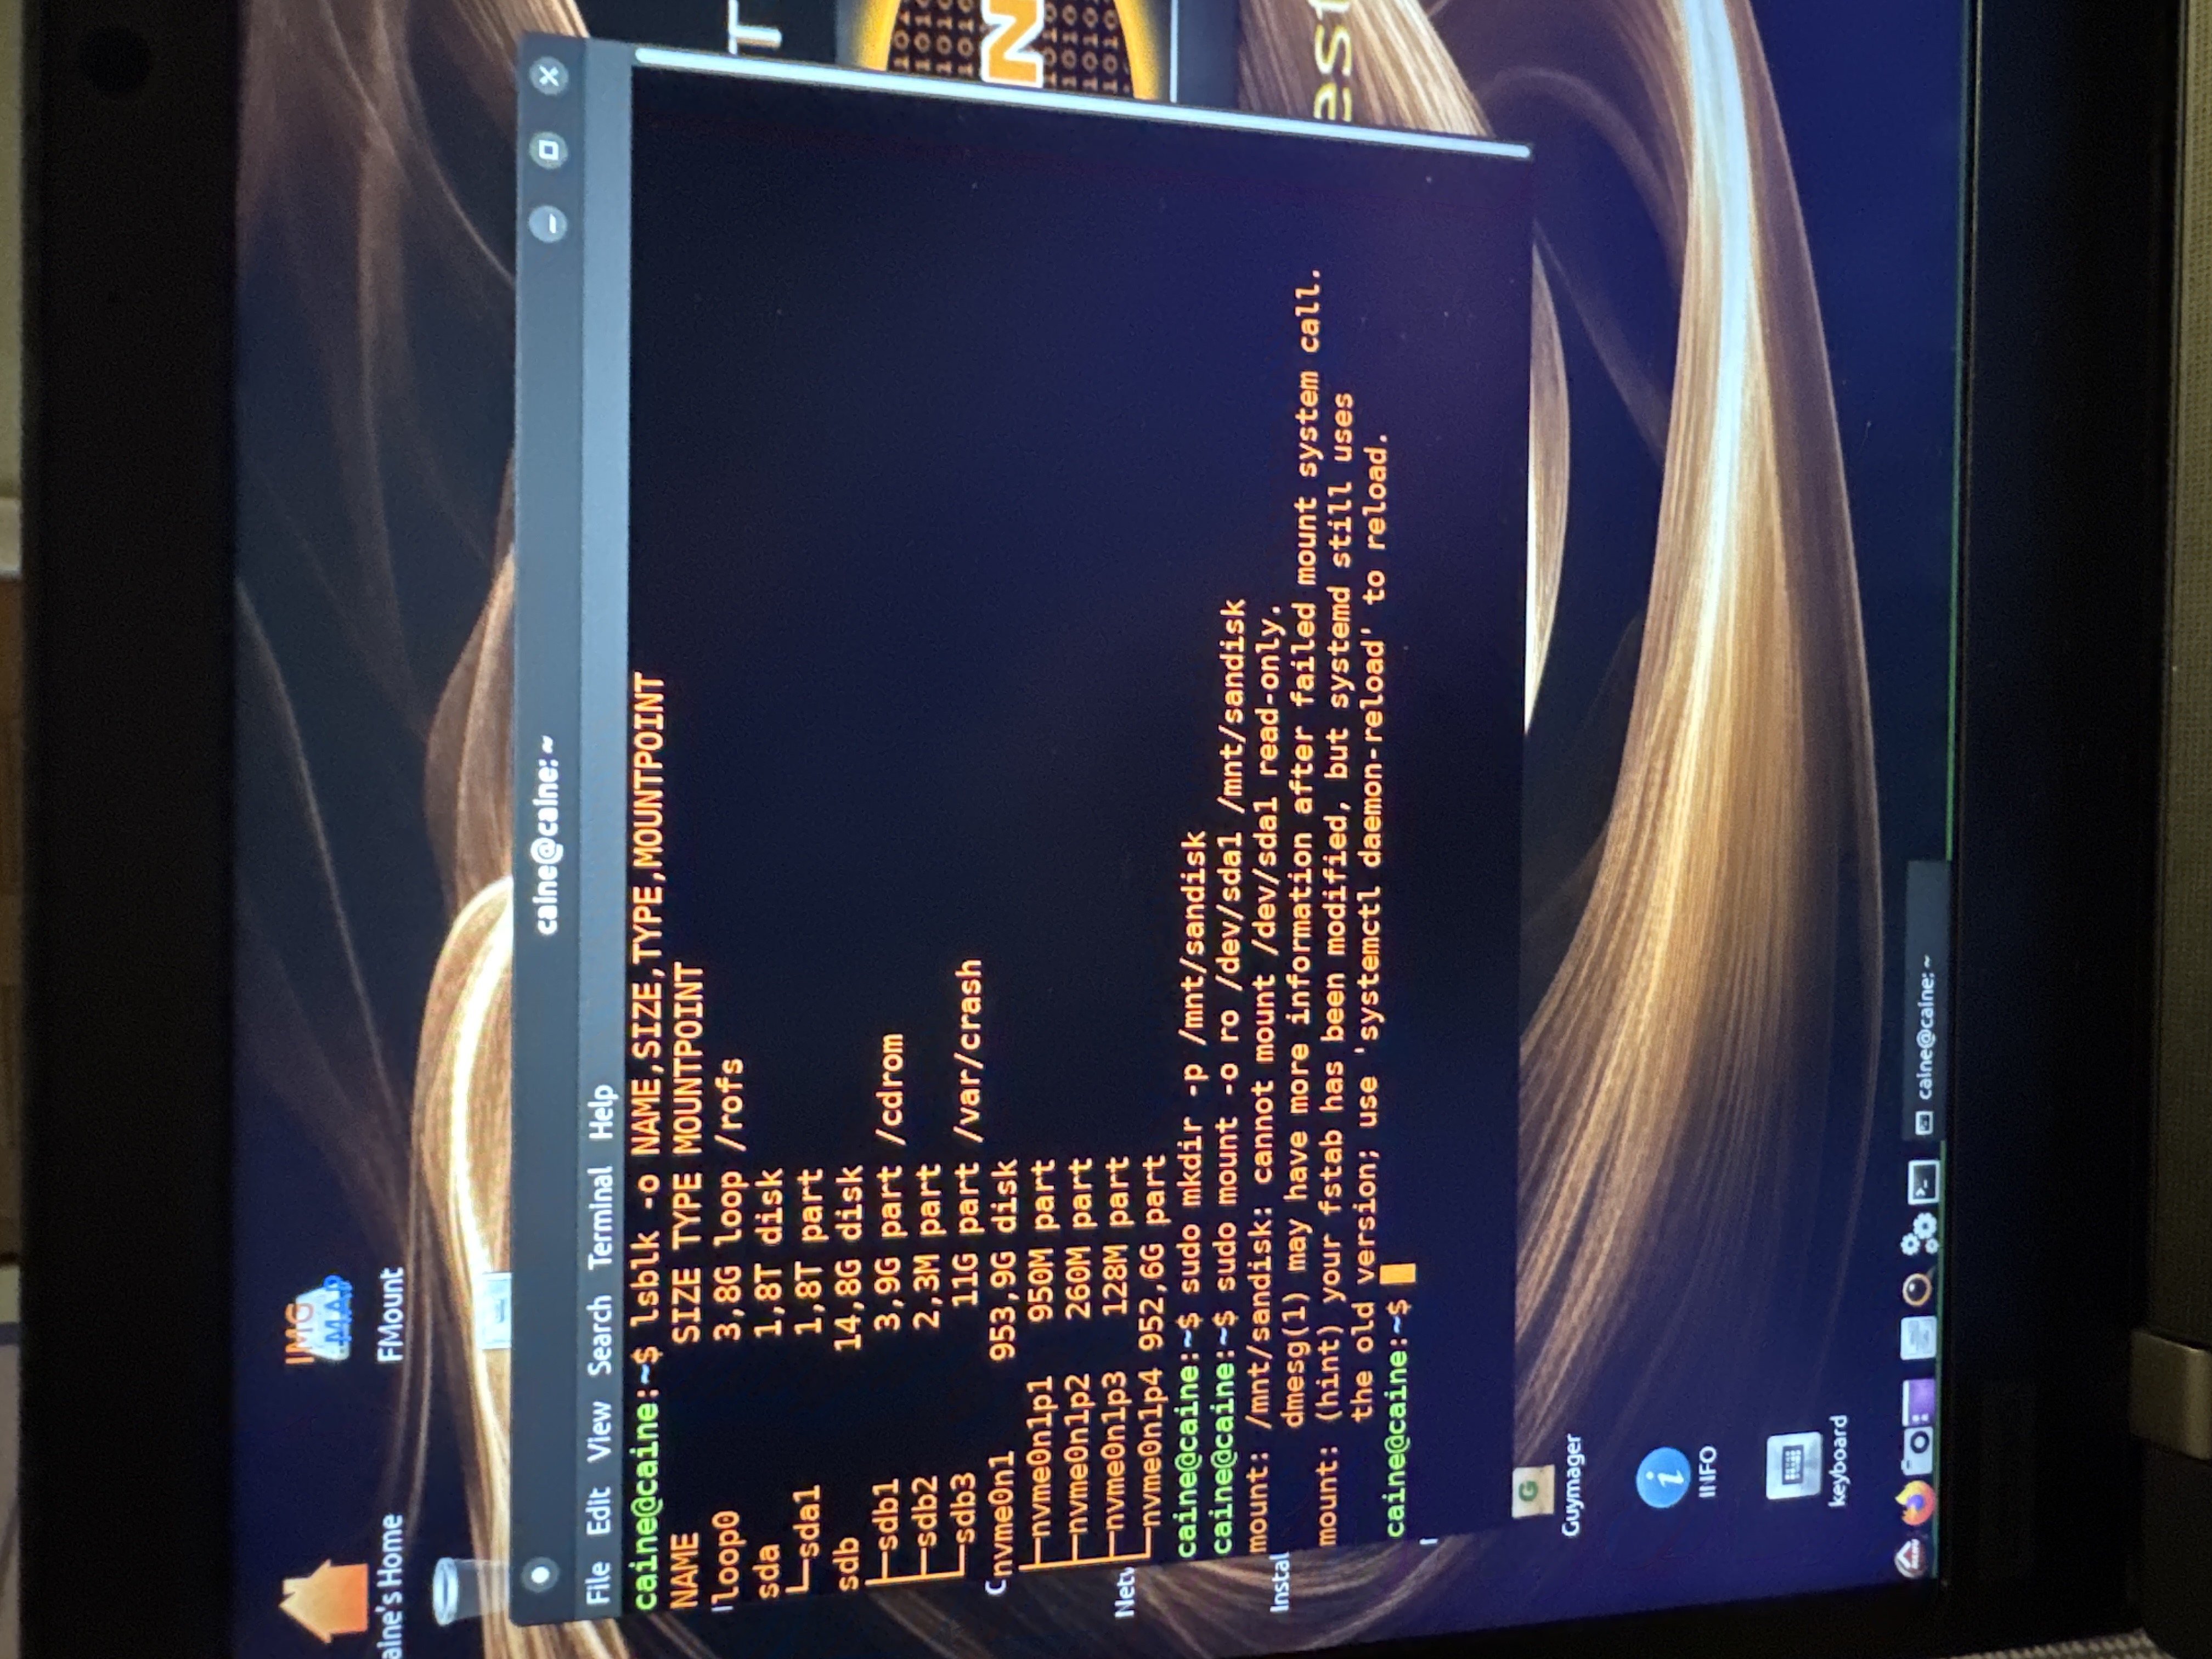 IMG
MAP
aine's Home
FMount
caine@caine: ~
File Edit View Search Terminal Help
caine@caine:~$ lsblk -o NAME,SIZE,TYPE,MOUNTPOINT
NAME SIZE TYPE MOUNTPOINT
loop0 3,8G loop /rofs
sda 1,8T disk
└─sda1 1,8T part
sdb 14,8G disk
├─sdb1 3,9G part /cdrom
├─sdb2 2,3M part
└─sdb3 11G part /var/crash
nvme0n1 953,9G disk
├─nvme0n1p1 950M part
├─nvme0n1p2 260M part
├─nvme0n1p3 128M part
└─nvme0n1p4 952,6G part
caine@caine:~$ sudo mkdir -p /mnt/sandisk
caine@caine:~$ sudo mount -o ro /dev/sda1 /mnt/sandisk
mount: /mnt/sandisk: cannot mount /dev/sda1 read-only.
dmesg(1) may have more information after failed mount system call.
mount: (hint) your fstab has been modified, but systemd still uses
the old version; use 'systemctl daemon-reload' to reload.
caine@caine:~$
C
Netw
Instal
T
N
est
G
Guymager
i
INFO
keyboard
MENU
caine@caine: ~